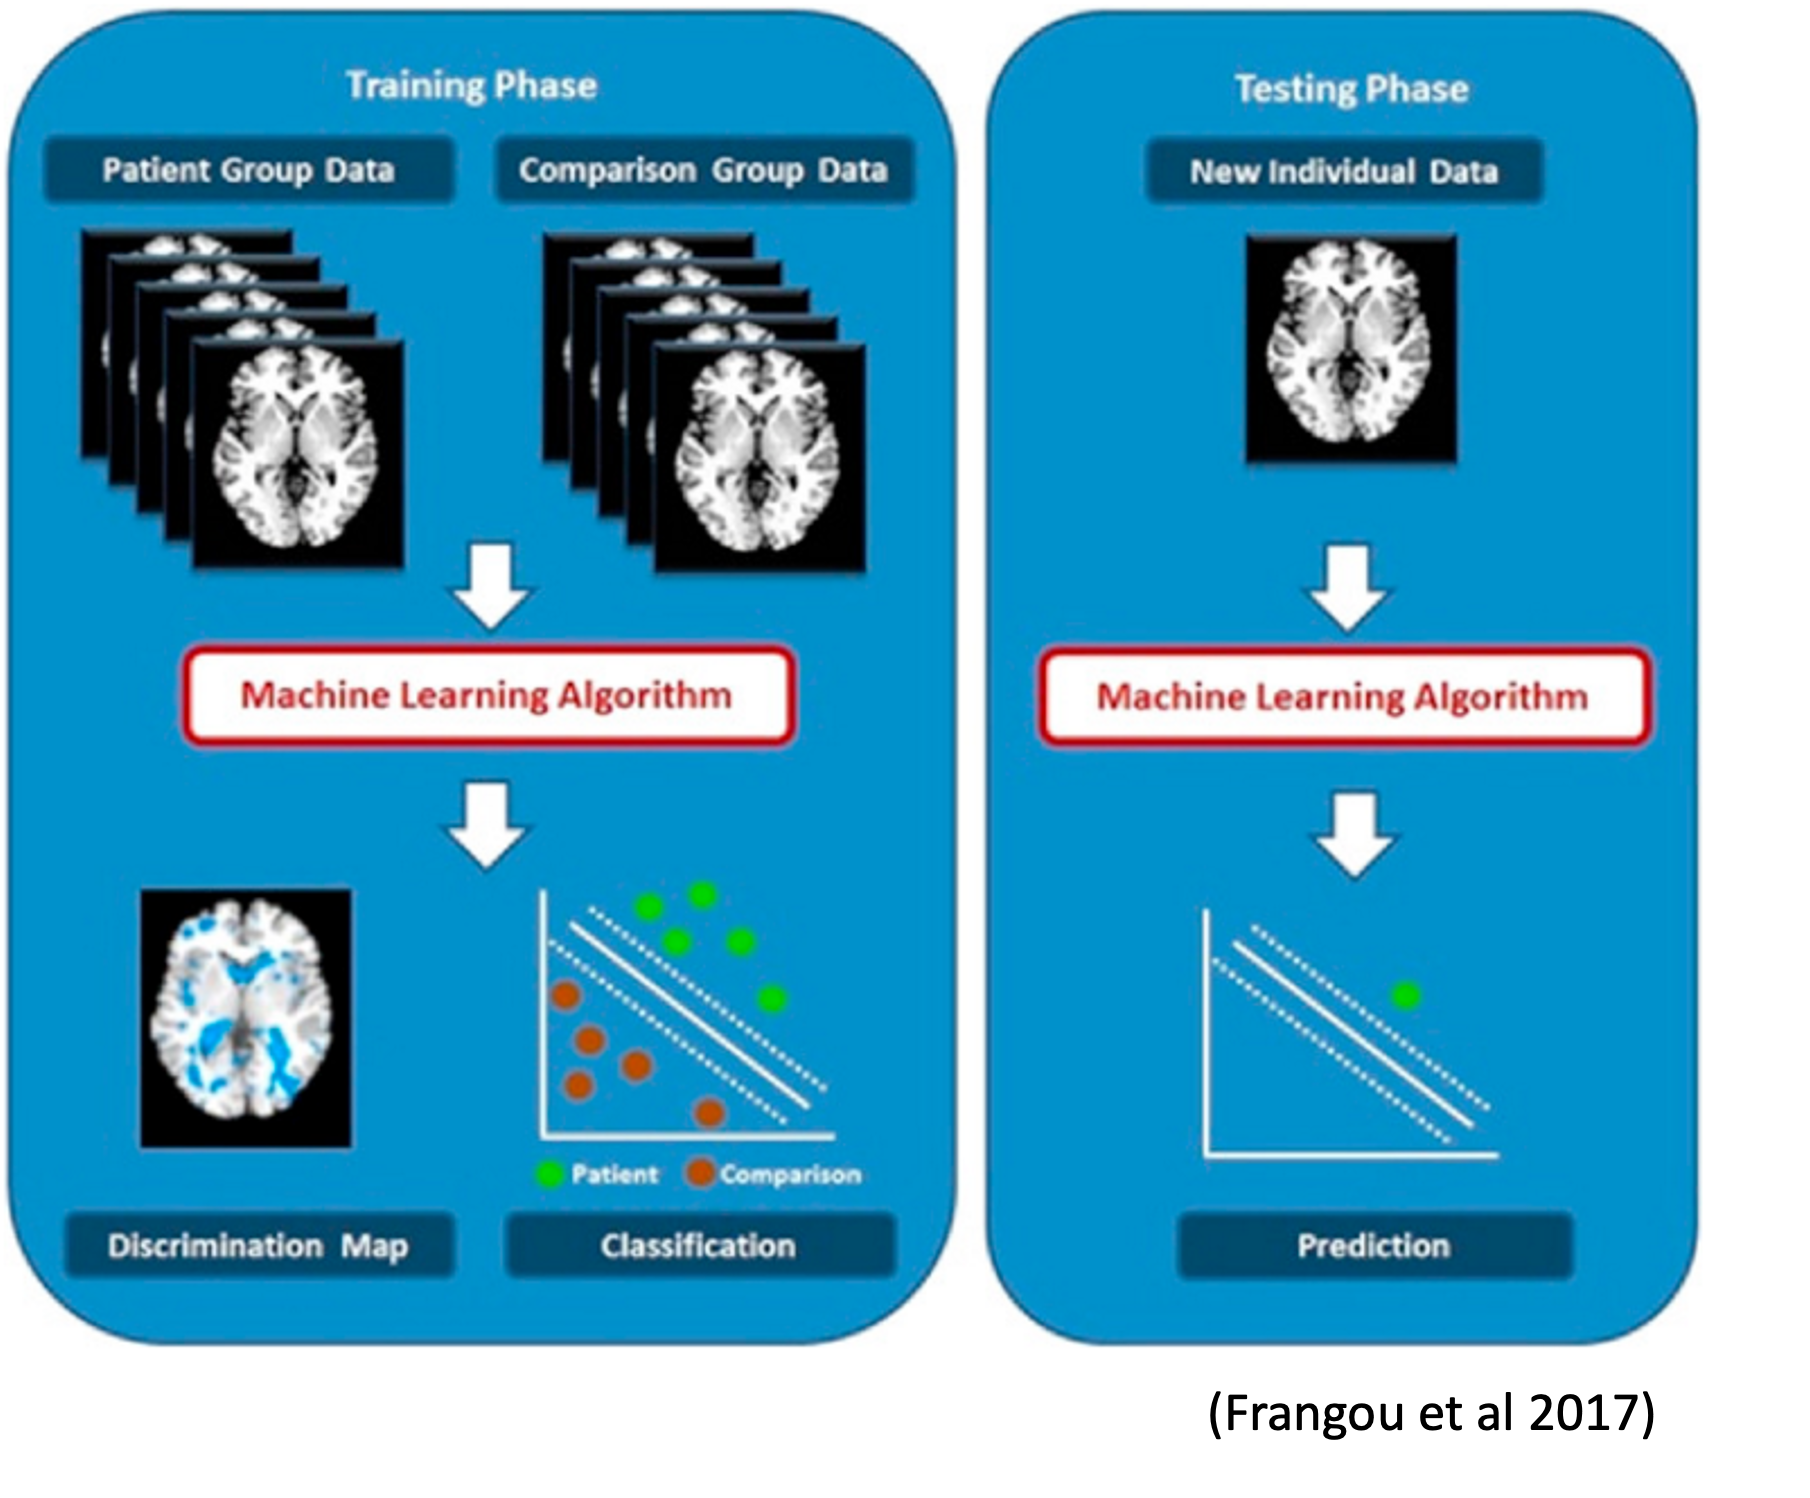 Training Phase
Patient Group Data
Comparison Group Data
Machine Learning Algorithm
Patient
Comparison
Discrimination Map
Classification
Testing Phase
New Individual Data
Machine Learning Algorithm
Prediction
(Frangou et al 2017)